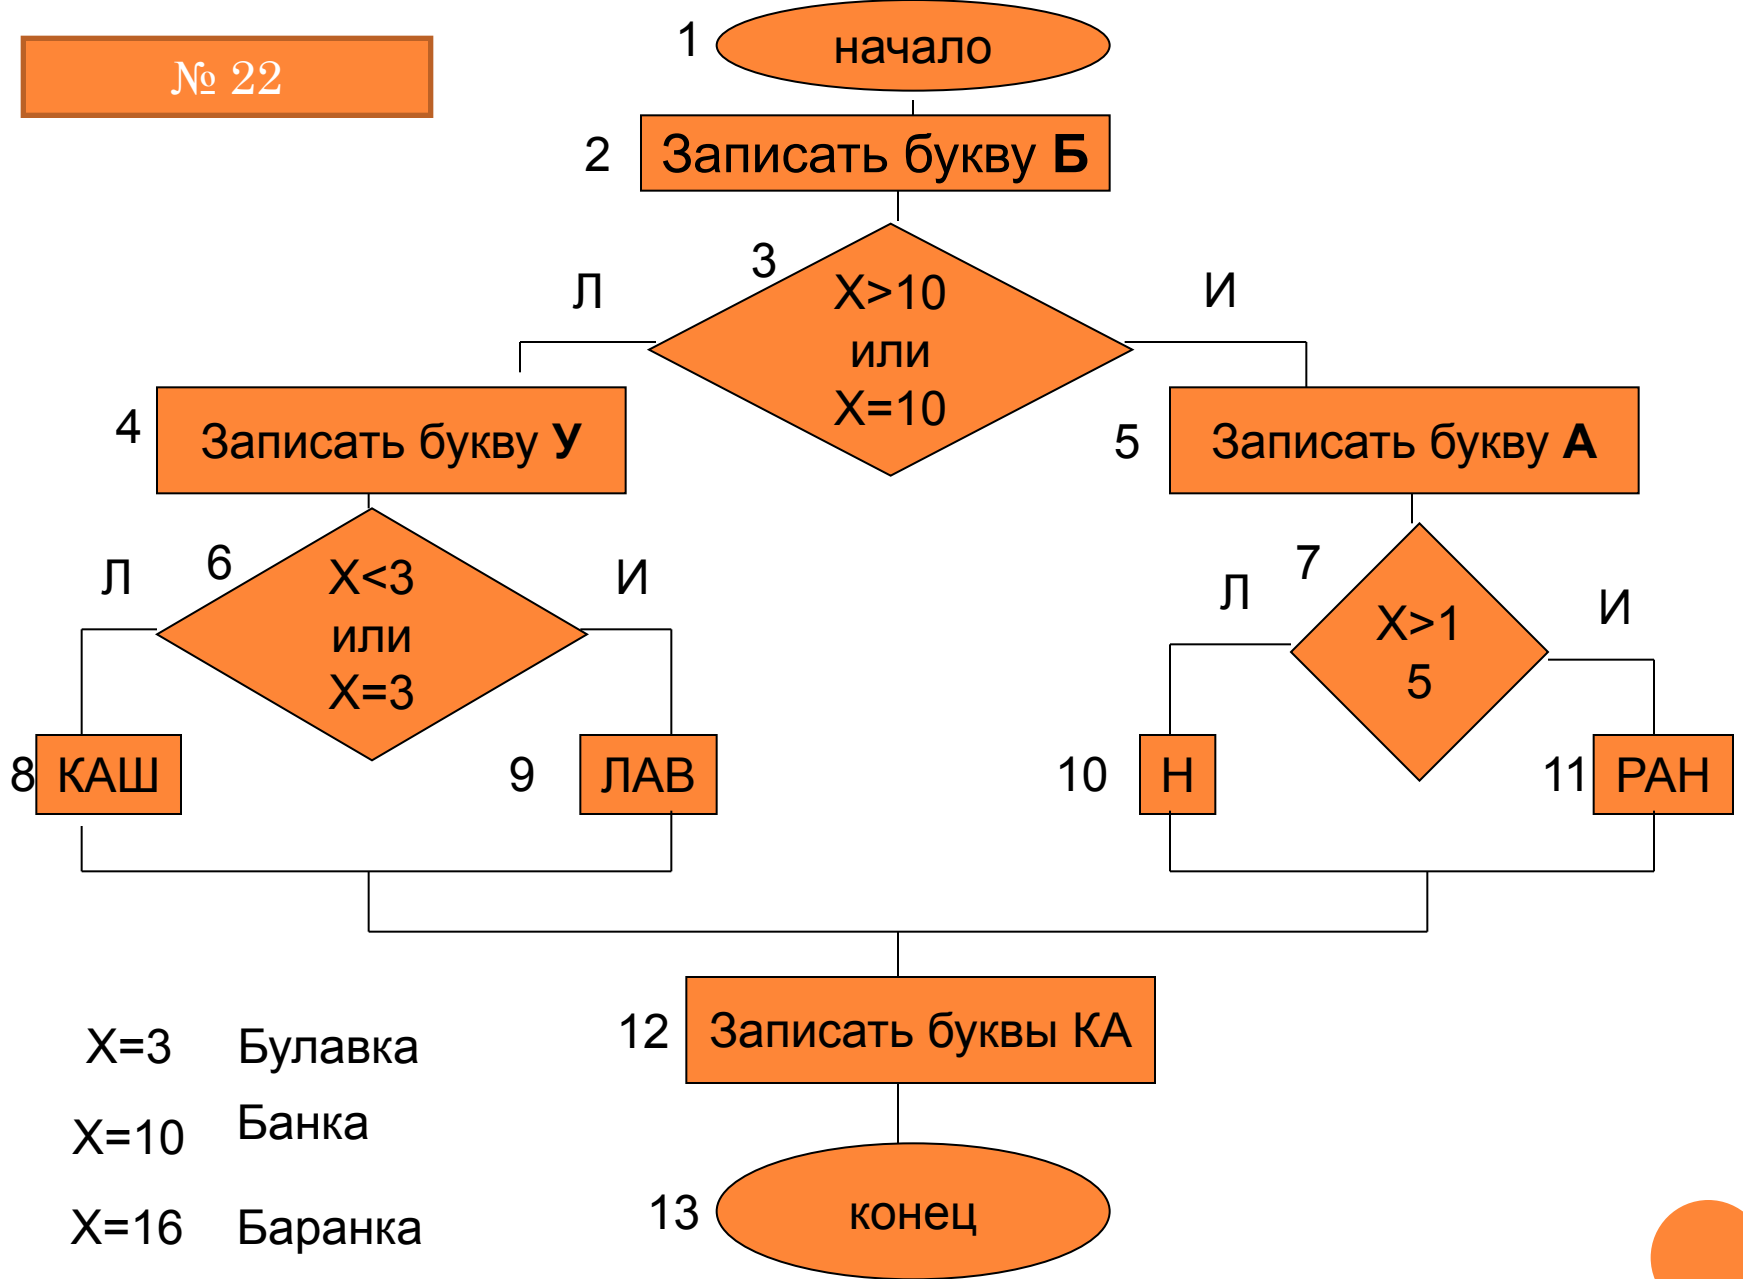 № 22
1
начало
2
Записать букву Б
3
Х>10
или
Х=10
Л
И
4
Записать букву У
5
Записать букву А
6
Х<3
или
Х=3
Л
И
7
Х>1
5
Л
И
8
КАШ
9
ЛАВ
10
Н
11
РАН
12
Записать буквы КА
13
конец
Х=3
Булавка
Х=10
Банка
Х=16
Баранка